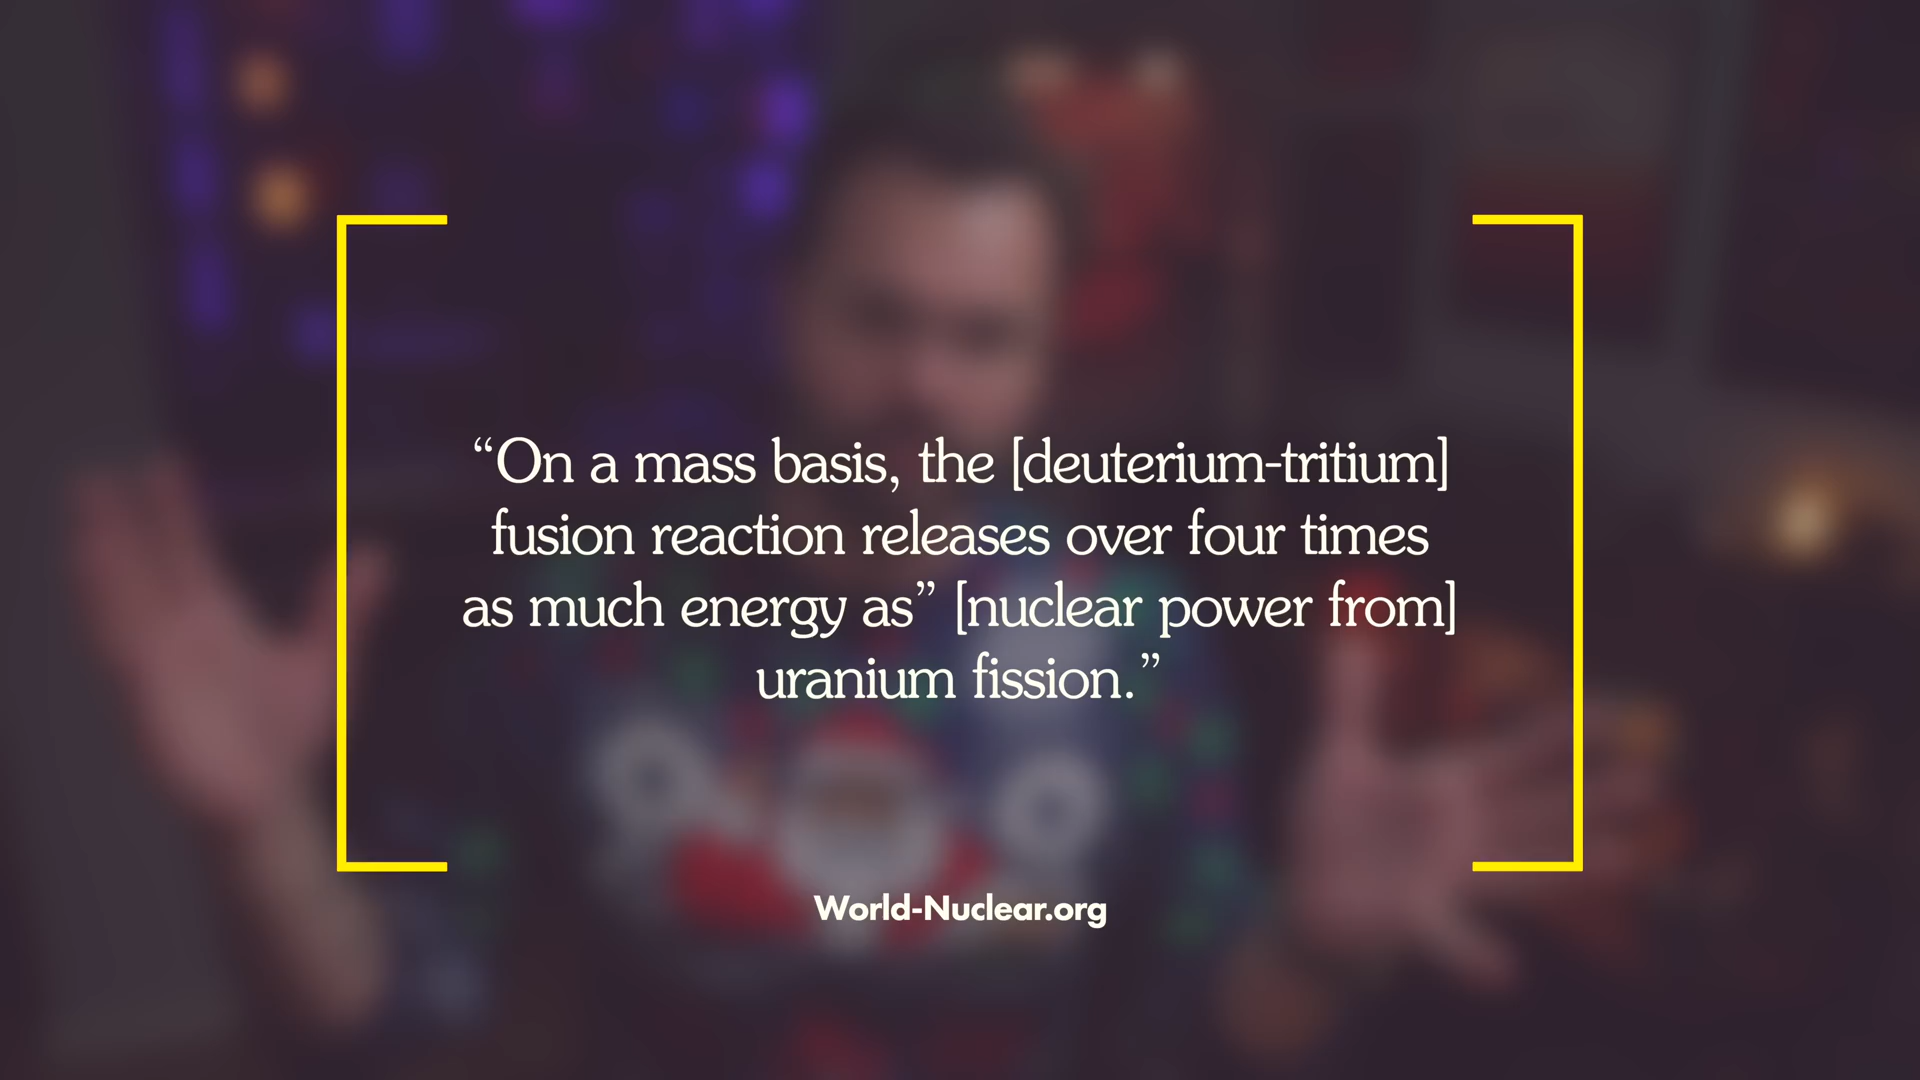 “On a mass basis, the [deuterium-tritium]
fusion reaction releases over four times
as much energy as” [nuclear power from]
uranium fission.”
World-Nuclear.org